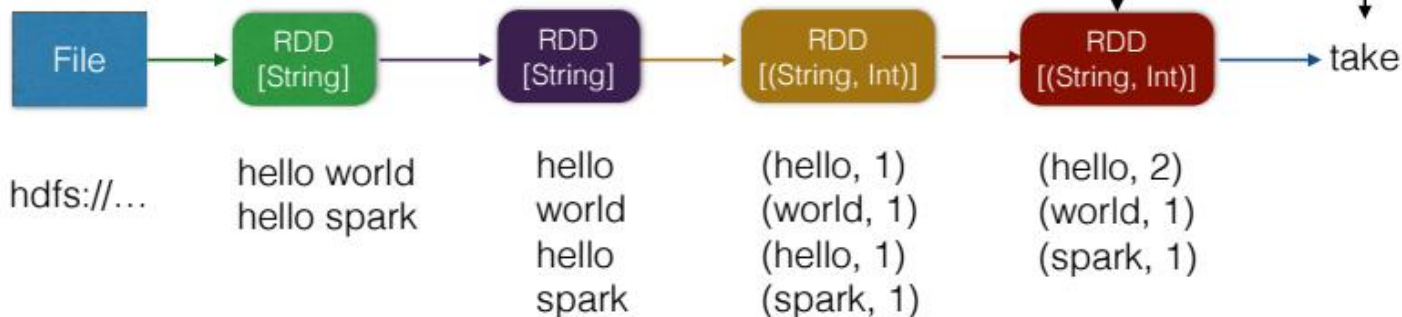 File
RDD
[String]
RDD
[String]
RDD
[(String, Int)]
RDD
[(String, Int)]
take
hdfs://...
hello world
hello spark
hello
world
hello
spark
(hello, 1)
(world, 1)
(hello, 1)
(spark, 1)
(hello, 2)
(world, 1)
(spark, 1)